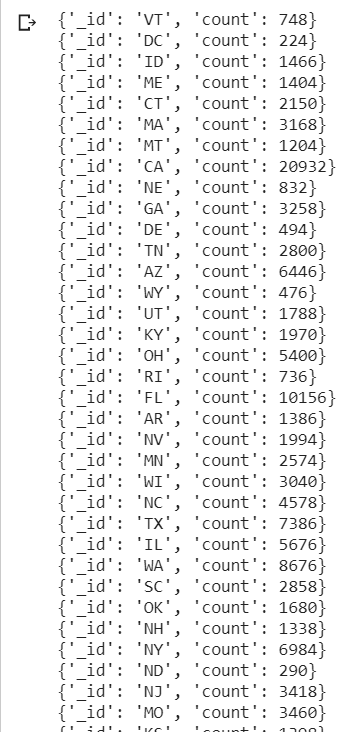 {'_id': 'VT', 'count': 748}
{'_id': 'DC', 'count': 224}
{'_id': 'ID', 'count': 1466}
{'_id': 'ME', 'count': 1404}
{'_id': 'CT', 'count': 2150}
{'_id': 'MA', 'count': 3168}
{'_id': 'MT', 'count': 1204}
{'_id': 'CA', 'count': 20932}
{'_id': 'NE', 'count': 832}
{'_id': 'GA', 'count': 3258}
{'_id': 'DE', 'count': 494}
{'_id': 'TN', 'count': 2800}
{'_id': 'AZ', 'count': 6446}
{'_id': 'WY', 'count': 476}
{'_id': 'UT', 'count': 1788}
{'_id': 'KY', 'count': 1970}
{'_id': 'OH', 'count': 5400}
{'_id': 'RI', 'count': 736}
{'_id': 'FL', 'count': 10156}
{'_id': 'AR', 'count': 1386}
{'_id': 'NV', 'count': 1994}
{'_id': 'MN', 'count': 2574}
{'_id': 'WI', 'count': 3040}
{'_id': 'NC', 'count': 4578}
{'_id': 'TX', 'count': 7386}
{'_id': 'IL', 'count': 5676}
{'_id': 'WA', 'count': 8676}
{'_id': 'SC', 'count': 2858}
{'_id': 'OK', 'count': 1680}
{'_id': 'NH', 'count': 1338}
{'_id': 'NY', 'count': 6984}
{'_id': 'ND', 'count': 290}
{'_id': 'NJ', 'count': 3418}
{'_id': 'MO', 'count': 3460}